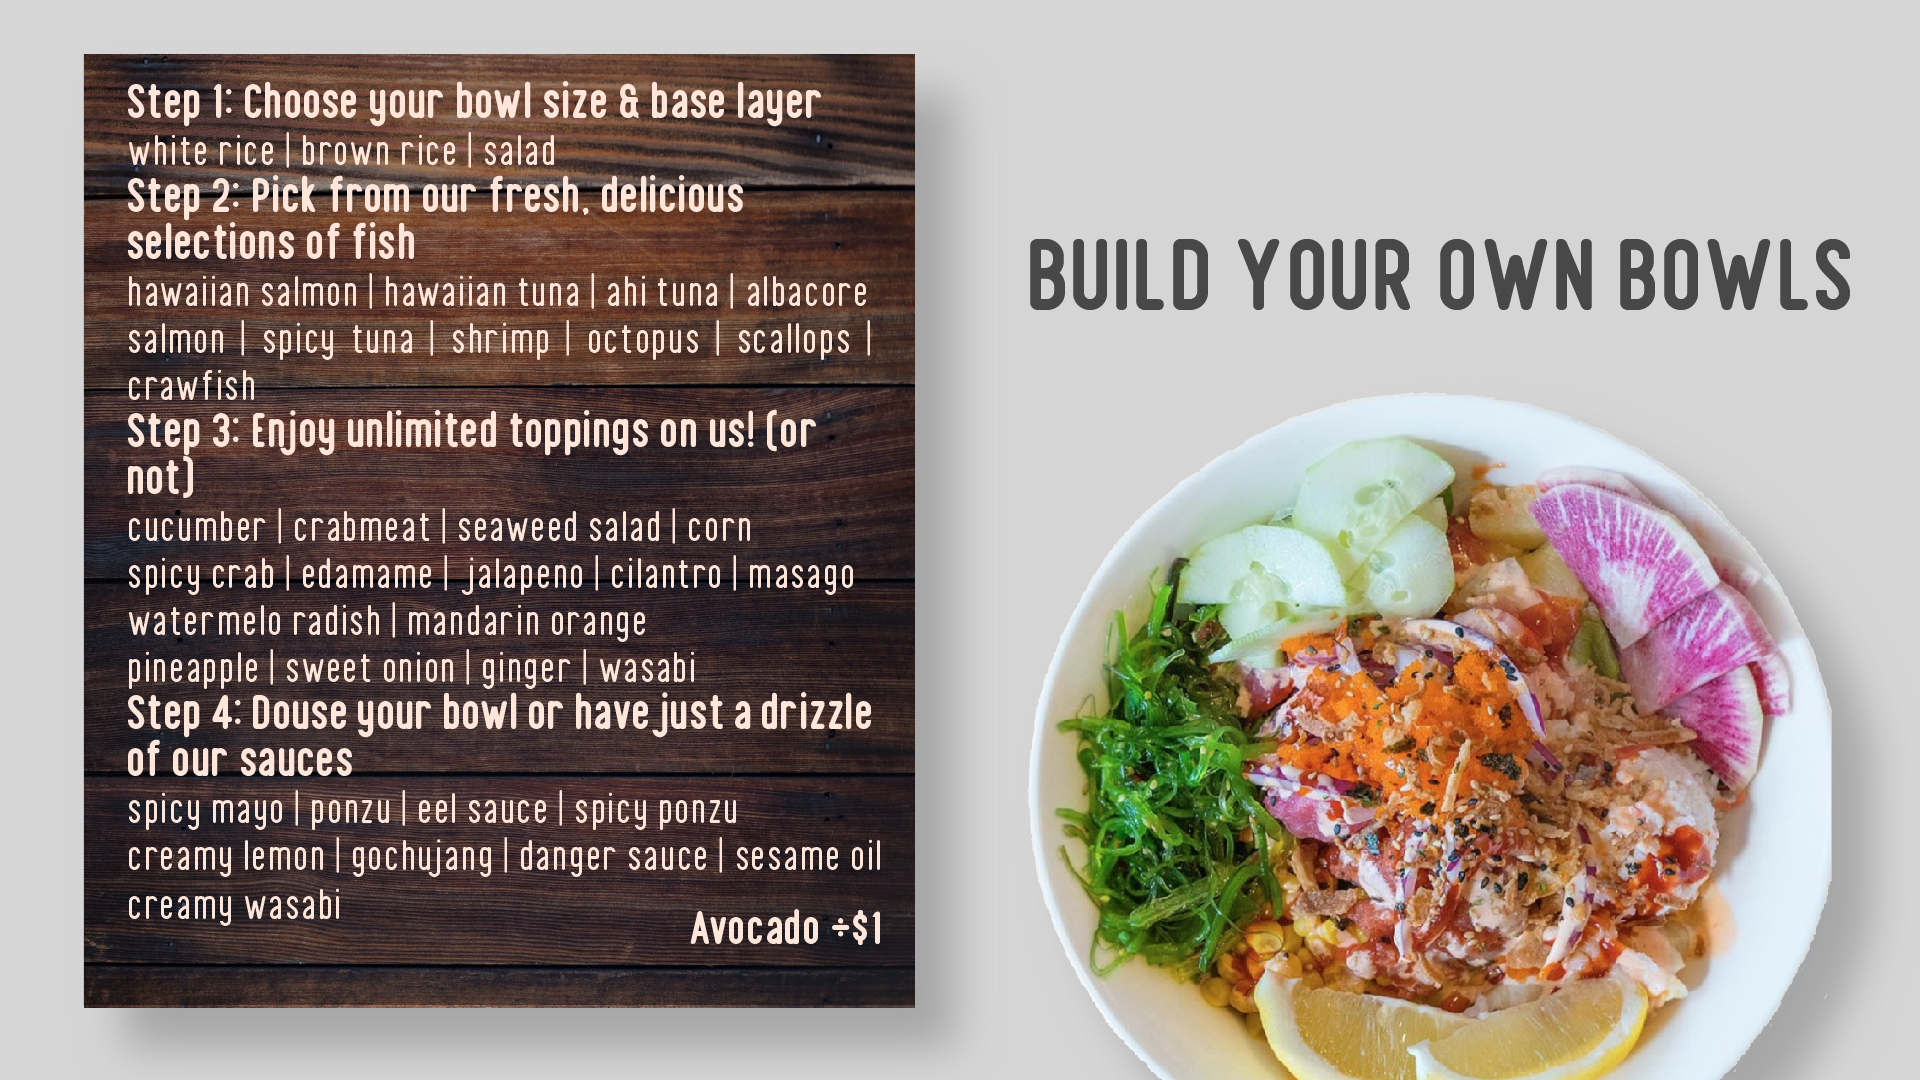 Step 1: Choose your bowl size & base layer
white rice | brown rice | salad
Step 2: Pick from our fresh, delicious
selections of fish
hawaiian salmon | hawaiian tuna | ahi tuna | albacore
salmon | spicy tuna | shrimp | octopus | scallops |
crawfish
Step 3: Enjoy unlimited toppings on us! (or
not)
cucumber | crabmeat | seaweed salad | corn
spicy crab | edamame | jalapeno | cilantro | masago
watermelo radish | mandarin orange
pineapple | sweet onion | ginger | wasabi
Step 4: Douse your bowl or have just a drizzle
of our sauces
spicy mayo | ponzu | eel sauce | spicy ponzu
creamy lemon | gochujang | danger sauce | sesame oil
creamy wasabi
Avocado ÷$1
BUILD YOUR OWN BOWLS